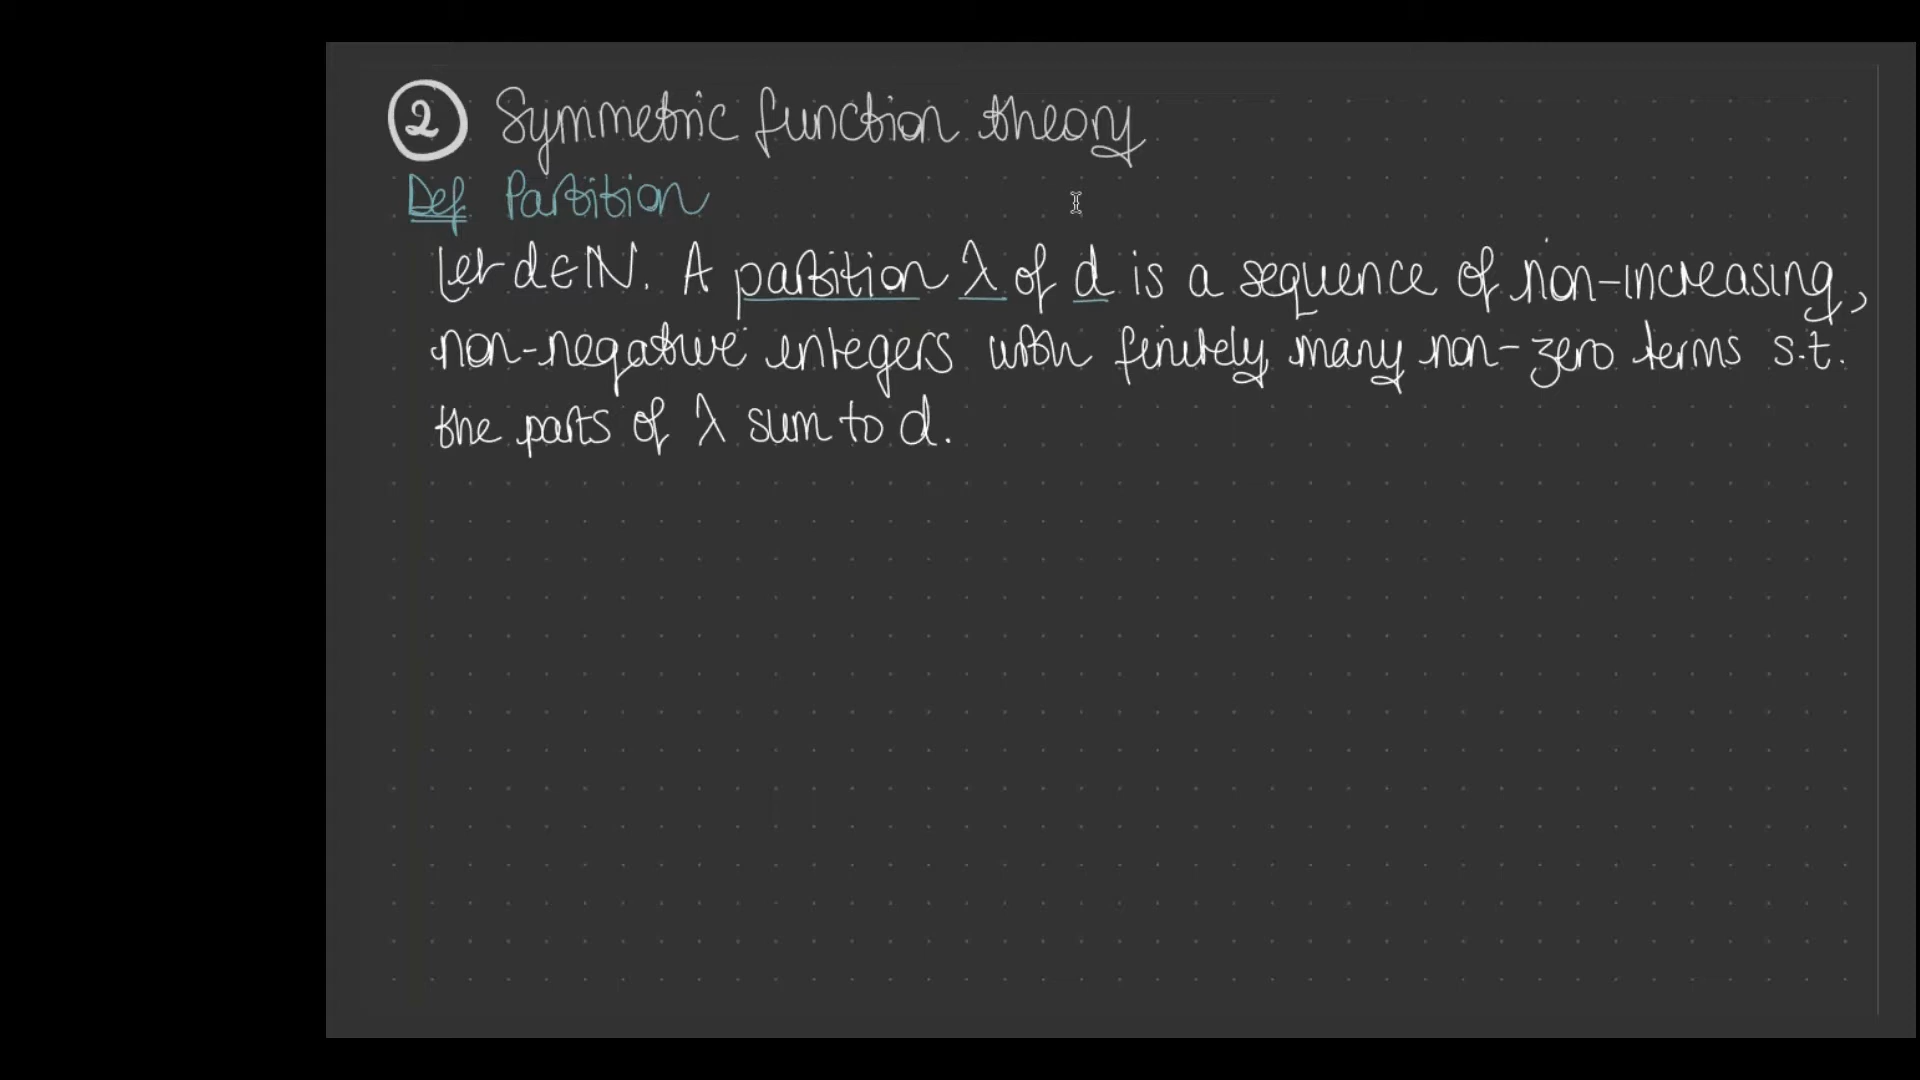 ② Symmetric function theory
Def Partition
Let d∈ℕ. A partition λ of d is a sequence of non-increasing,
non-negative integers with finitely many non-zero terms s.t.
the parts of λ sum to d.